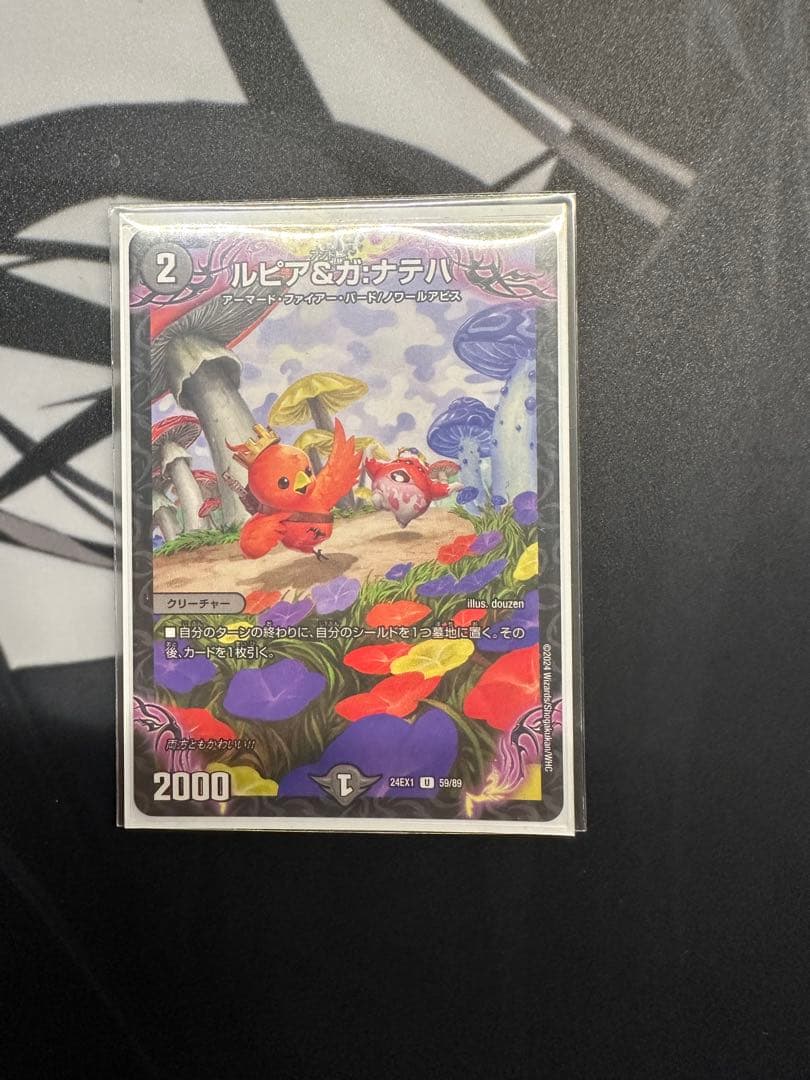 2
ルピア&ガ:ナテハ
アーマード・ファイアー・バード/ノワールアビス
クリーチャー
illus. douzen
■自分のターンの終わりに、自分のシールドを1つ墓地に置く。その
後、カードを1枚引く。
両方ともかわいい!!
2000
1
24EX1 U 59/89
©2024 Wizards/Shogakukan/WHC